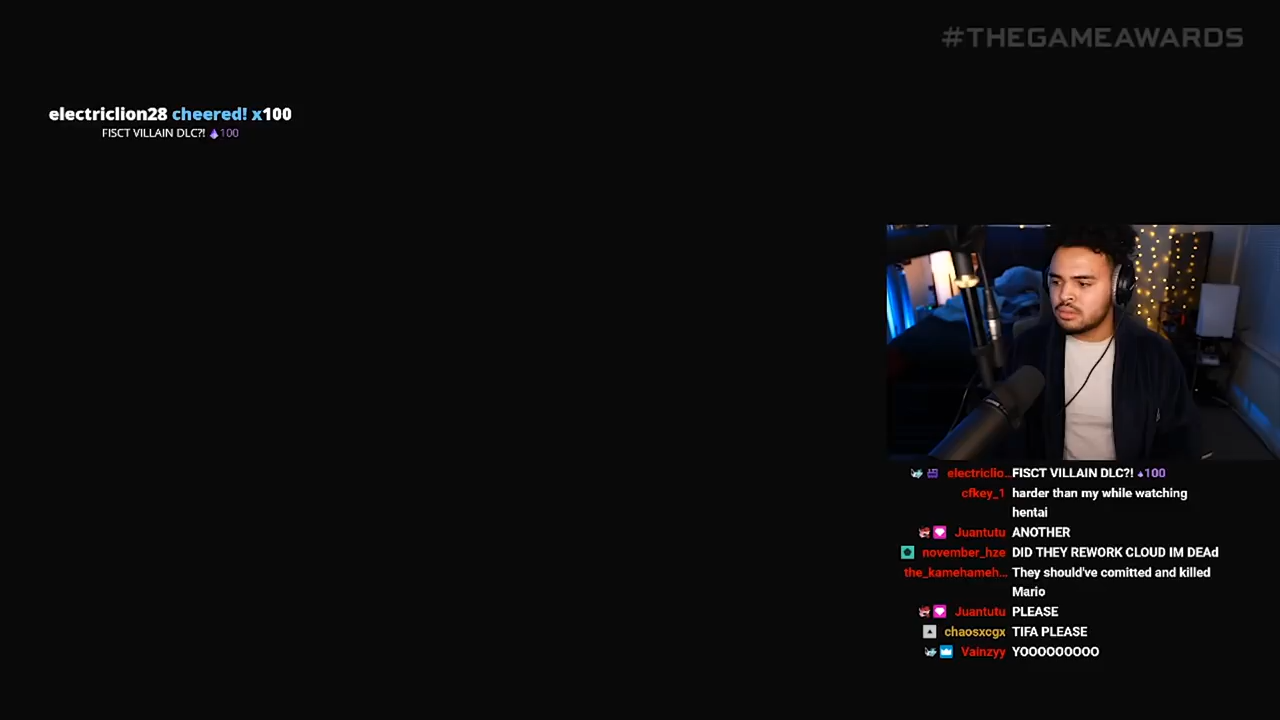 #THEGAMEAWARDS
electriclion28 cheered! x100
FISCT VILLAIN DLC?! 100
electriclio... FISCT VILLAIN DLC?! 100
cfkey_1 harder than my while watching
hentai
Juantutu ANOTHER
november_hze DID THEY REWORK CLOUD IM DEAd
the_kamehameh... They should've comitted and killed
Mario
Juantutu PLEASE
chaosxcgx TIFA PLEASE
Vainzyy YOOOOOOOOO